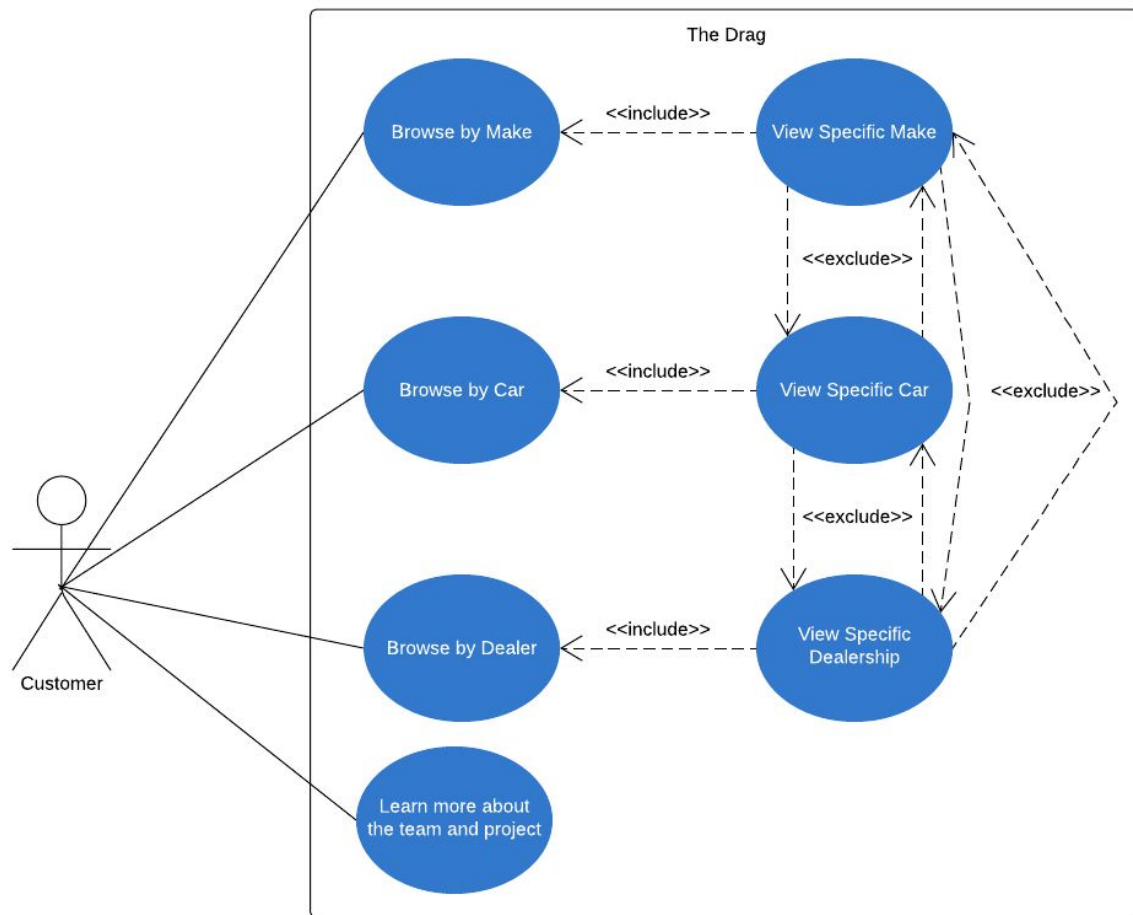 The Drag
Browse by Make
<<include>>
View Specific Make
<<exclude>>
Browse by Car
<<include>>
View Specific Car
<<exclude>>
<<exclude>>
Browse by Dealer
<<include>>
View Specific
Dealership
Customer
Learn more about
the team and project